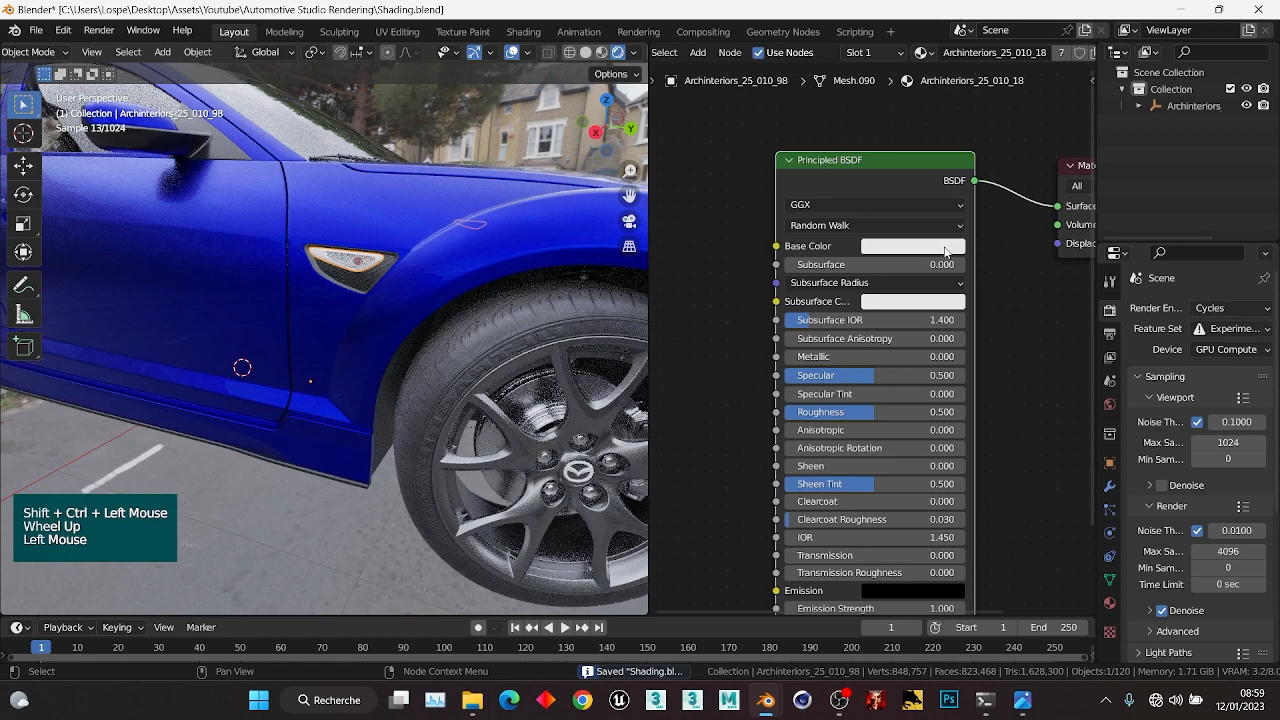 Blender* [C:\Users\Lospe\Desktop\Assets\Youtube\Automotive Studio Rendering\Shading.blend]
File Edit Render Window Help Layout Modeling Sculpting UV Editing Texture Paint Shading Animation Rendering Compositing Geometry Nodes Scripting + Scene ViewLayer
Object Mode View Select Add Object Global Select Add Node Use Nodes Slot 1 Archinteriors_25_010_18 7
Options
Archinteriors_25_010_98 > Mesh.090 > Archinteriors_25_010_18
Scene Collection
Collection
Archinteriors
User Perspective
(1) Collection | Archinteriors_25_010_98
Sample 13/1024
Z
X
Y
Principled BSDF
BSDF
GGX
Random Walk
Base Color
Subsurface 0.000
Subsurface Radius
Subsurface C...
Subsurface IOR 1.400
Subsurface Anisotropy 0.000
Metallic 0.000
Specular 0.500
Specular Tint 0.000
Roughness 0.500
Anisotropic 0.000
Anisotropic Rotation 0.000
Sheen 0.000
Sheen Tint 0.500
Clearcoat 0.000
Clearcoat Roughness 0.030
IOR 1.450
Transmission 0.000
Transmission Roughness 0.000
Emission
Emission Strength 1.000
Mate
All
Surface
Volume
Displac
Scene
Render En... Cycles
Feature Set Experime...
Device GPU Compute
Sampling
Viewport
Noise Th... 0.1000
Max Sa... 1024
Min Sam... 0
Denoise
Render
Noise Th... 0.0100
Max Sa... 4096
Min Sam... 0
Time Limit 0 sec
Denoise
Advanced
Light Paths
Shift + Ctrl + Left Mouse
Wheel Up
Left Mouse
Playback Keying View Marker 1 Start 1 End 250
1 10 20 30 40 50 60 70 80 90 100 110 120 130 140 150 160 170 180 190 200 210 220 230 240 250
Select Pan View Node Context Menu Saved "Shading.bl... Collection | Archinteriors_25_010_98 | Verts:848,757 | Faces:823,468 | Tris:1,628,300 | Objects:1/120 | Memory: 1.71 GiB | VRAM: 3.2/8.0
Recherche 3 3 M Ps
08:55
12/01/2023